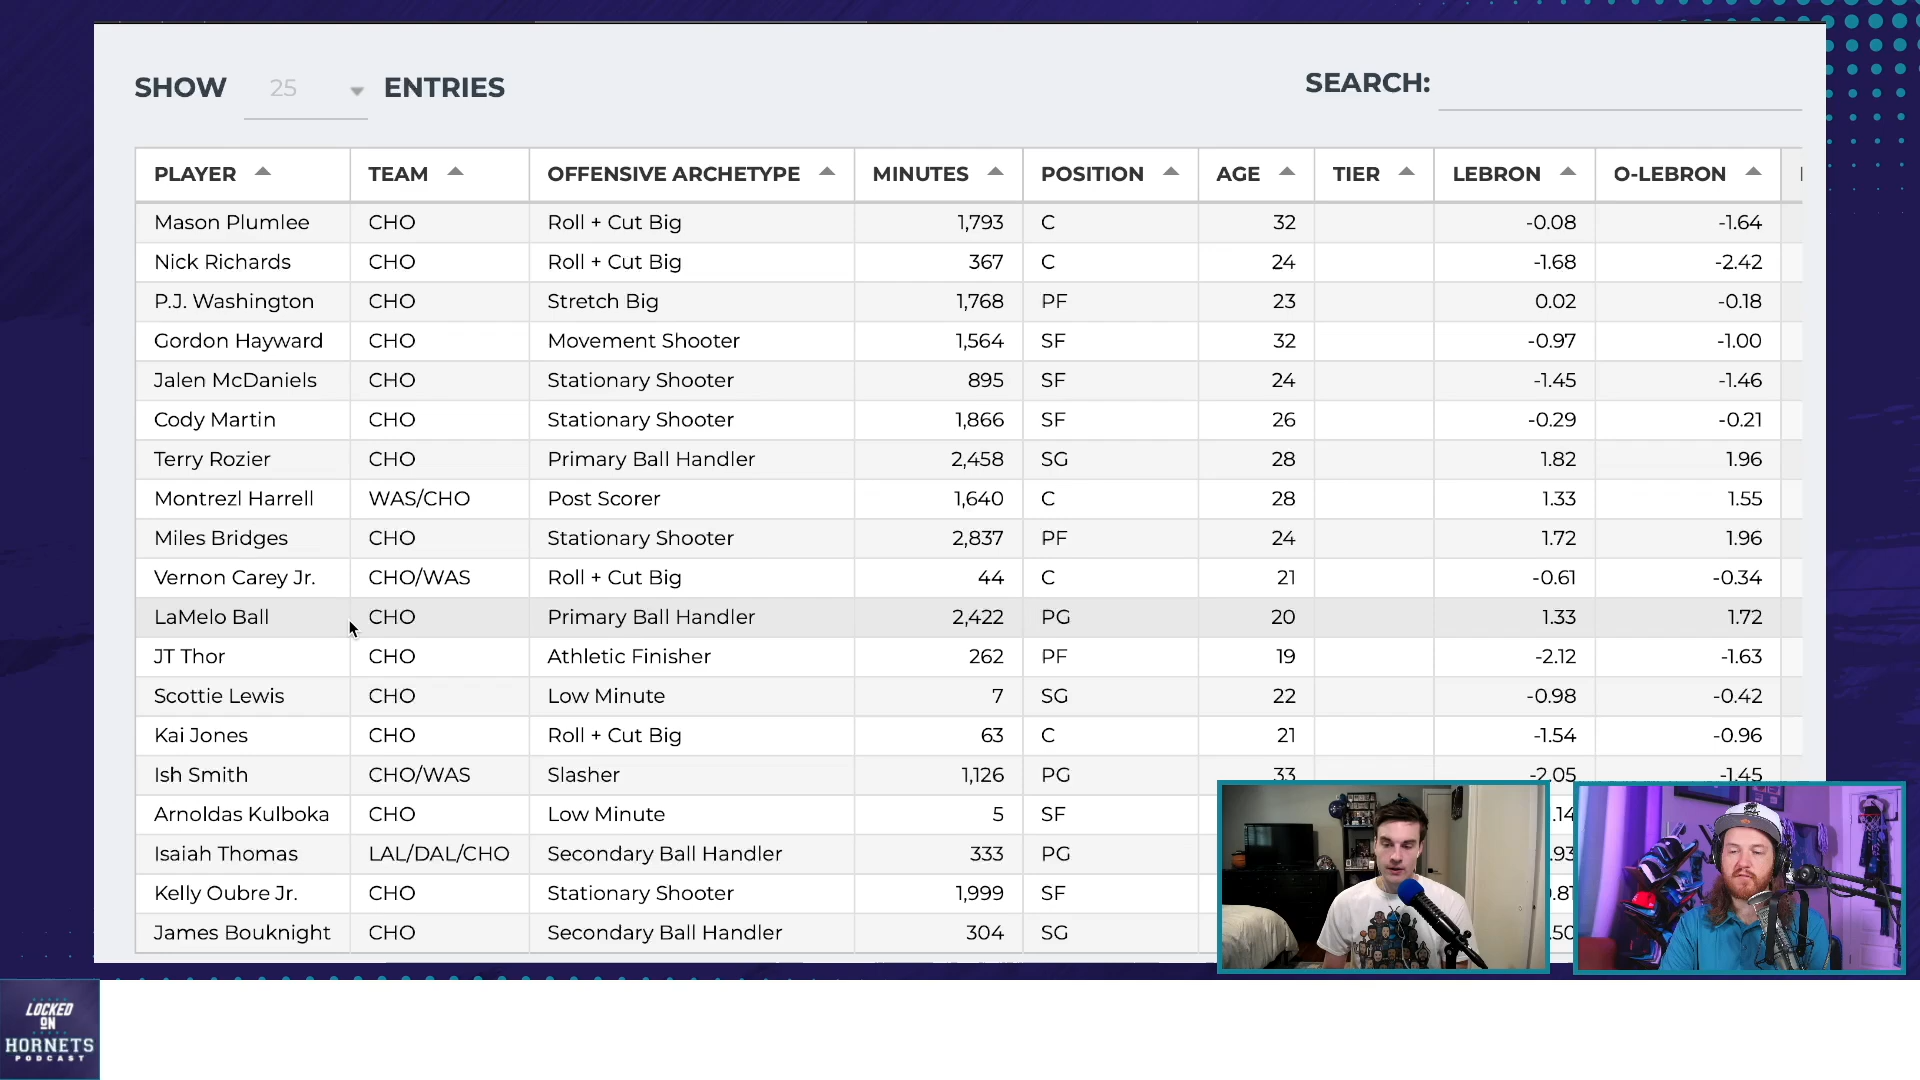 SHOW 25 ENTRIES SEARCH:
PLAYER TEAM OFFENSIVE ARCHETYPE MINUTES POSITION AGE TIER LEBRON O-LEBRON
Mason Plumlee CHO Roll + Cut Big 1,793 C 32 -0.08 -1.64
Nick Richards CHO Roll + Cut Big 367 C 24 -1.68 -2.42
P.J. Washington CHO Stretch Big 1,768 PF 23 0.02 -0.18
Gordon Hayward CHO Movement Shooter 1,564 SF 32 -0.97 -1.00
Jalen McDaniels CHO Stationary Shooter 895 SF 24 -1.45 -1.46
Cody Martin CHO Stationary Shooter 1,866 SF 26 -0.29 -0.21
Terry Rozier CHO Primary Ball Handler 2,458 SG 28 1.82 1.96
Montrezl Harrell WAS/CHO Post Scorer 1,640 C 28 1.33 1.55
Miles Bridges CHO Stationary Shooter 2,837 PF 24 1.72 1.96
Vernon Carey Jr. CHO/WAS Roll + Cut Big 44 C 21 -0.61 -0.34
LaMelo Ball CHO Primary Ball Handler 2,422 PG 20 1.33 1.72
JT Thor CHO Athletic Finisher 262 PF 19 -2.12 -1.63
Scottie Lewis CHO Low Minute 7 SG 22 -0.98 -0.42
Kai Jones CHO Roll + Cut Big 63 C 21 -1.54 -0.96
Ish Smith CHO/WAS Slasher 1,126 PG 33 -2.05 -1.45
Arnoldas Kulboka CHO Low Minute 5 SF .14
Isaiah Thomas LAL/DAL/CHO Secondary Ball Handler 333 PG .93
Kelly Oubre Jr. CHO Stationary Shooter 1,999 SF .81
James Bouknight CHO Secondary Ball Handler 304 SG .50
LOCKED
ON
HORNETS
PODCAST